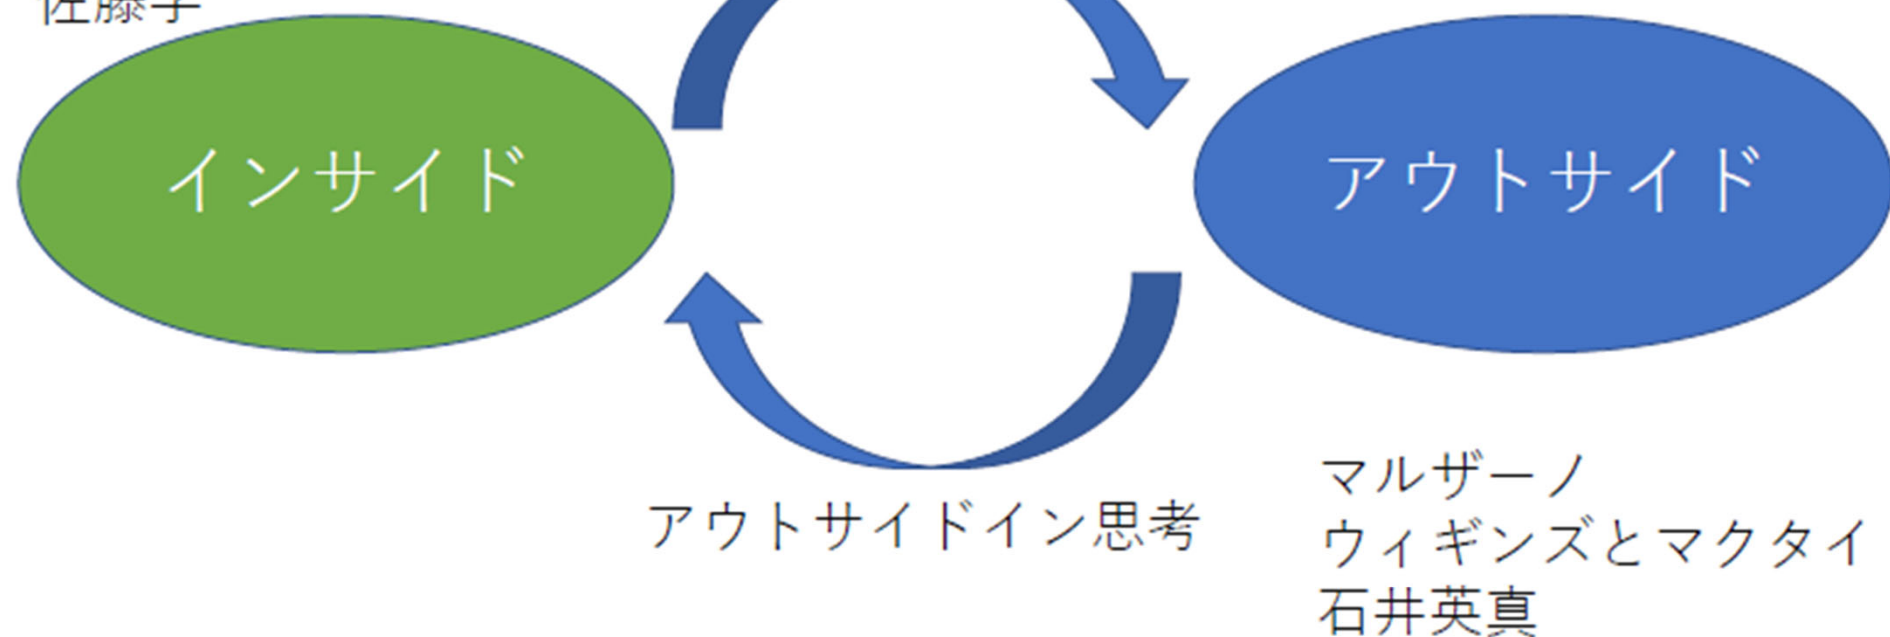 インサイド
アウトサイド
アウトサイドイン思考
マルザーノ
ウィギンズとマクタイ
石井英真